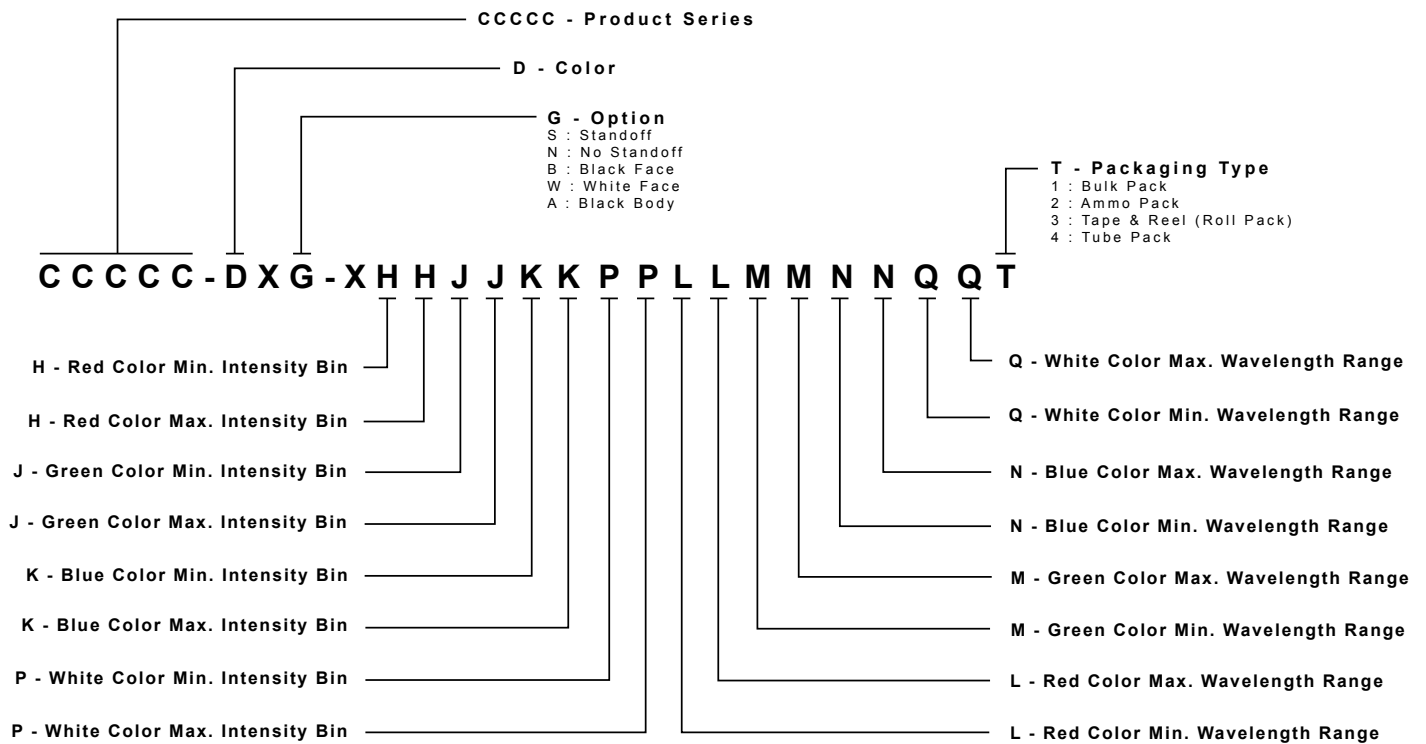 CCCCC - Product Series
D - Color
G - Option
S : Standoff
N : No Standoff
B : Black Face
W : White Face
A : Black Body
T - Packaging Type
1 : Bulk Pack
2 : Ammo Pack
3 : Tape & Reel (Roll Pack)
4 : Tube Pack
C C C C C - D X G - X H H J J K K P P L L M M N N Q Q T
H - Red Color Min. Intensity Bin
H - Red Color Max. Intensity Bin
J - Green Color Min. Intensity Bin
J - Green Color Max. Intensity Bin
K - Blue Color Min. Intensity Bin
K - Blue Color Max. Intensity Bin
P - White Color Min. Intensity Bin
P - White Color Max. Intensity Bin
Q - White Color Max. Wavelength Range
Q - White Color Min. Wavelength Range
N - Blue Color Max. Wavelength Range
N - Blue Color Min. Wavelength Range
M - Green Color Max. Wavelength Range
M - Green Color Min. Wavelength Range
L - Red Color Max. Wavelength Range
L - Red Color Min. Wavelength Range